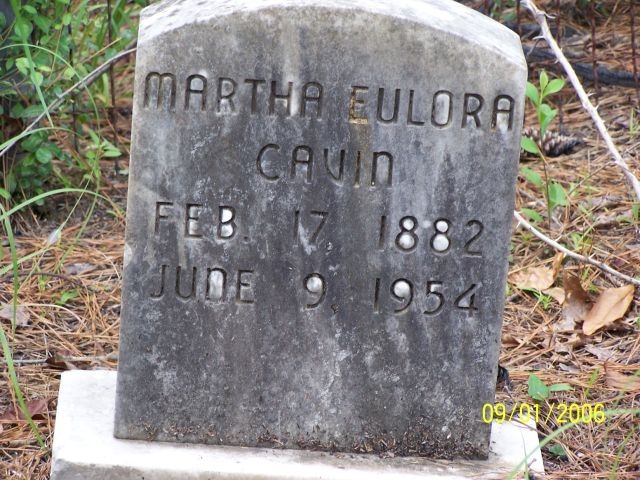 MARTHA EULORA
CAVIN
FEB. 17 1882
JUNE 9, 1954
09/01/2006